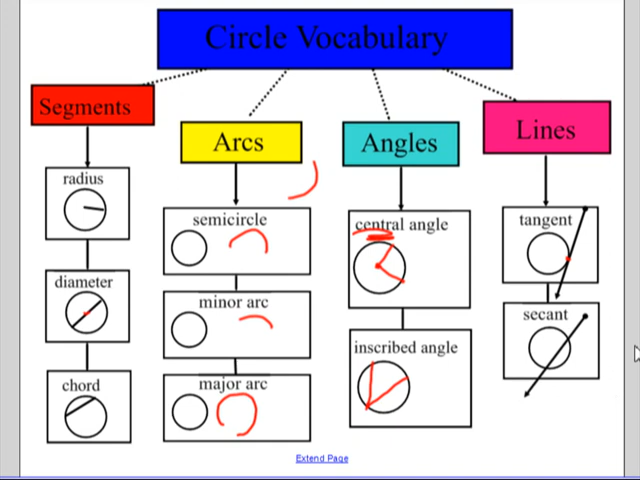 Circle Vocabulary
Segments
radius
diameter
chord
Arcs
semicircle
minor arc
major arc
Angles
central angle
inscribed angle
Lines
tangent
secant
Extend Page